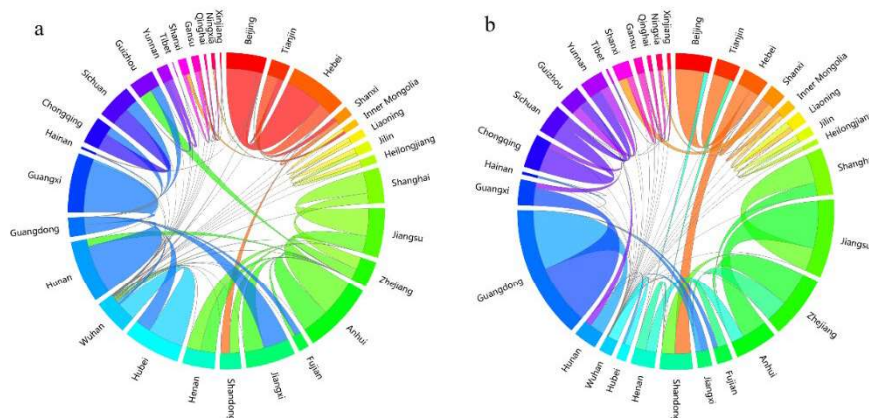 a
Beijing
Tianjin
Hebei
Shanxi
Inner Mongolia
Liaoning
Jilin
Heilongjiang
Shanghai
Jiangsu
Zhejiang
Anhui
Fujian
Jiangxi
Shandong
Henan
Hubei
Wuhan
Hunan
Guangdong
Guangxi
Hainan
Chongqing
Sichuan
Guizhou
Yunnan
Tibet
Shanxi
Gansu
Qinghai
Ningxia
Xinjiang
b
Beijing
Tianjin
Hebei
Shanxi
Inner Mongolia
Liaoning
Jilin
Heilongjiang
Shanghai
Jiangsu
Zhejiang
Anhui
Fujian
Jiangxi
Shandong
Henan
Hubei
Wuhan
Hunan
Guangdong
Guangxi
Hainan
Chongqing
Sichuan
Guizhou
Yunnan
Tibet
Shanxi
Gansu
Qinghai
Ningxia
Xinjiang